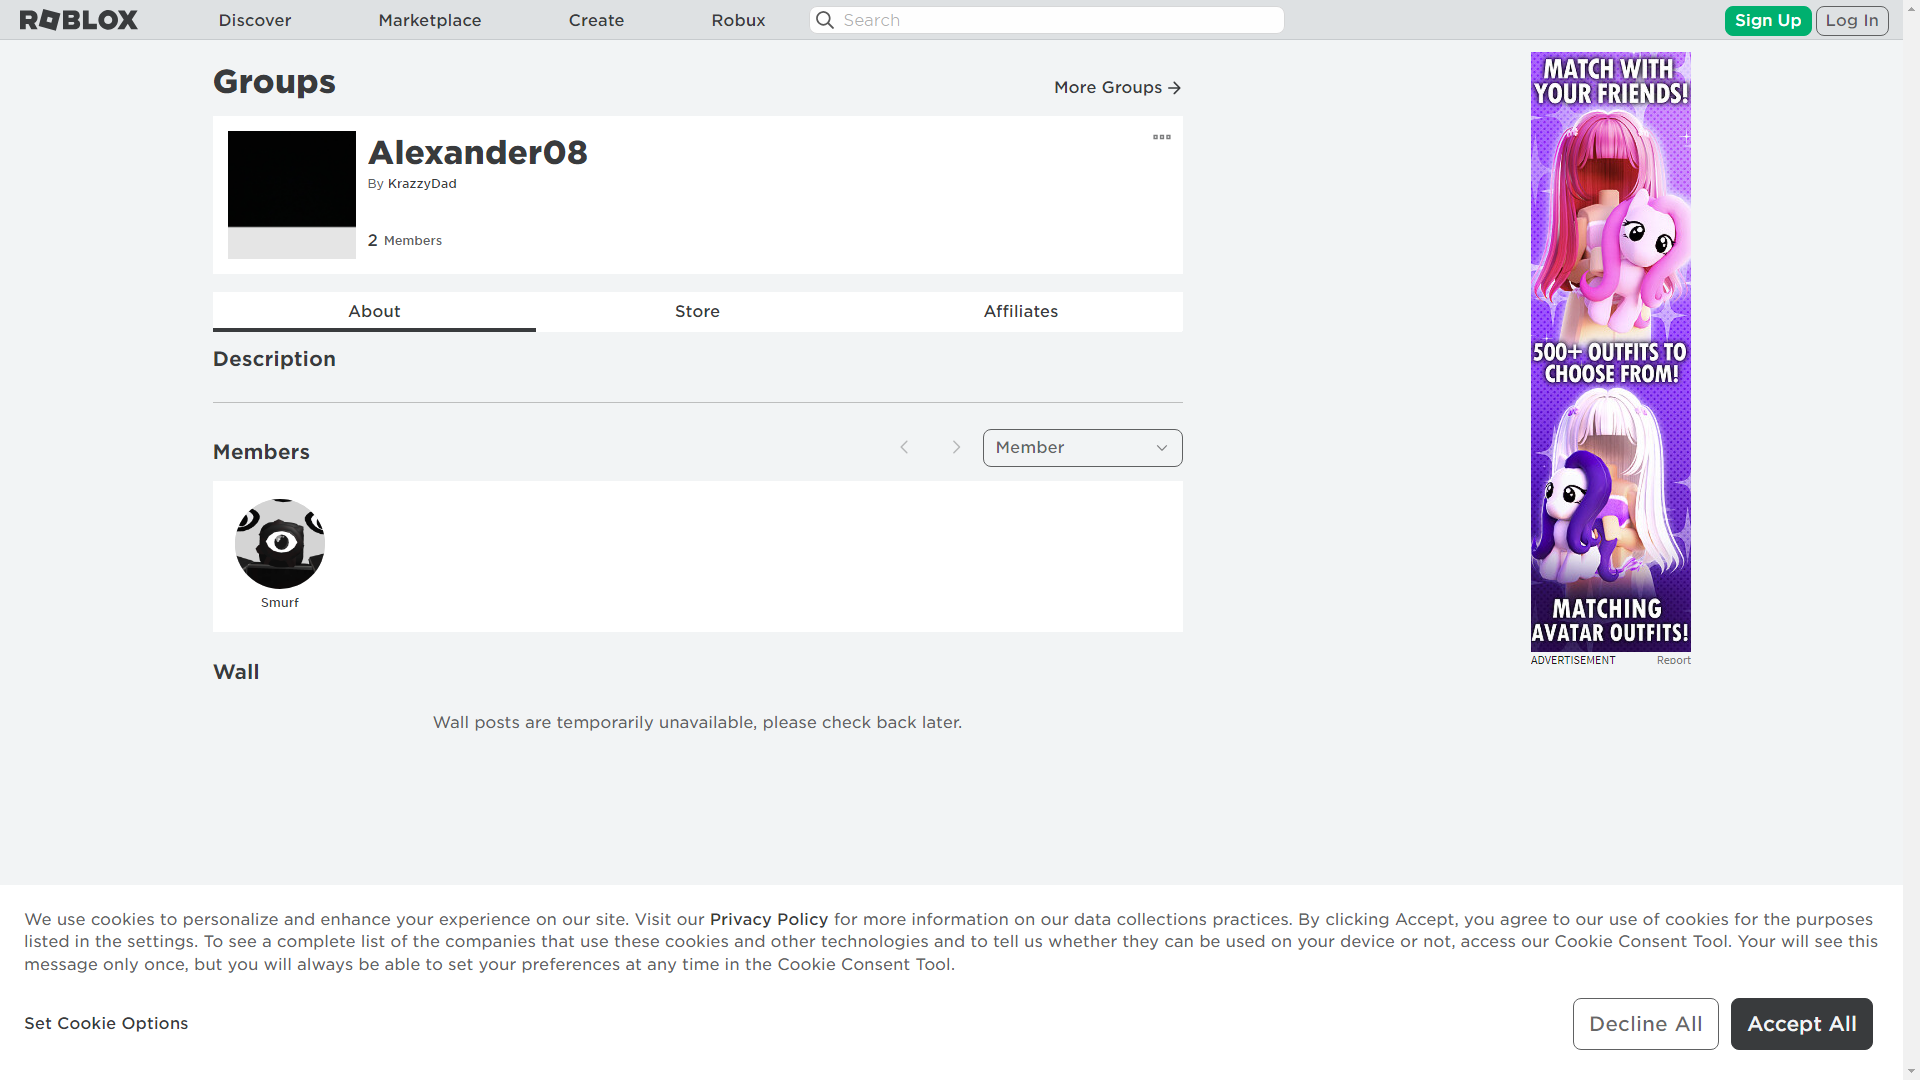 ROBLOX
Discover
Marketplace
Create
Robux
Search
Sign Up
Log In
Groups
More Groups
Alexander08
By KrazzyDad
2 Members
About
Store
Affiliates
Description
Members
Member
Smurf
Wall
Wall posts are temporarily unavailable, please check back later.
MATCH WITH
YOUR FRIENDS!
500+ OUTFITS TO
CHOOSE FROM!
MATCHING
AVATAR OUTFITS!
ADVERTISEMENT
Report
We use cookies to personalize and enhance your experience on our site. Visit our Privacy Policy for more information on our data collections practices. By clicking Accept, you agree to our use of cookies for the purposes
listed in the settings. To see a complete list of the companies that use these cookies and other technologies and to tell us whether they can be used on your device or not, access our Cookie Consent Tool. Your will see this
message only once, but you will always be able to set your preferences at any time in the Cookie Consent Tool.
Set Cookie Options
Decline All
Accept All